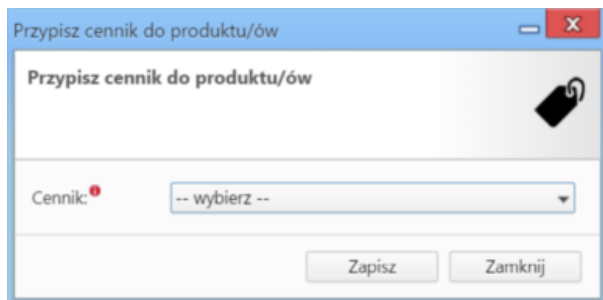 Przypisz cennik do produktu/ów
Przypisz cennik do produktu/ów
Cennik:
-- wybierz --
Zapisz
Zamknij